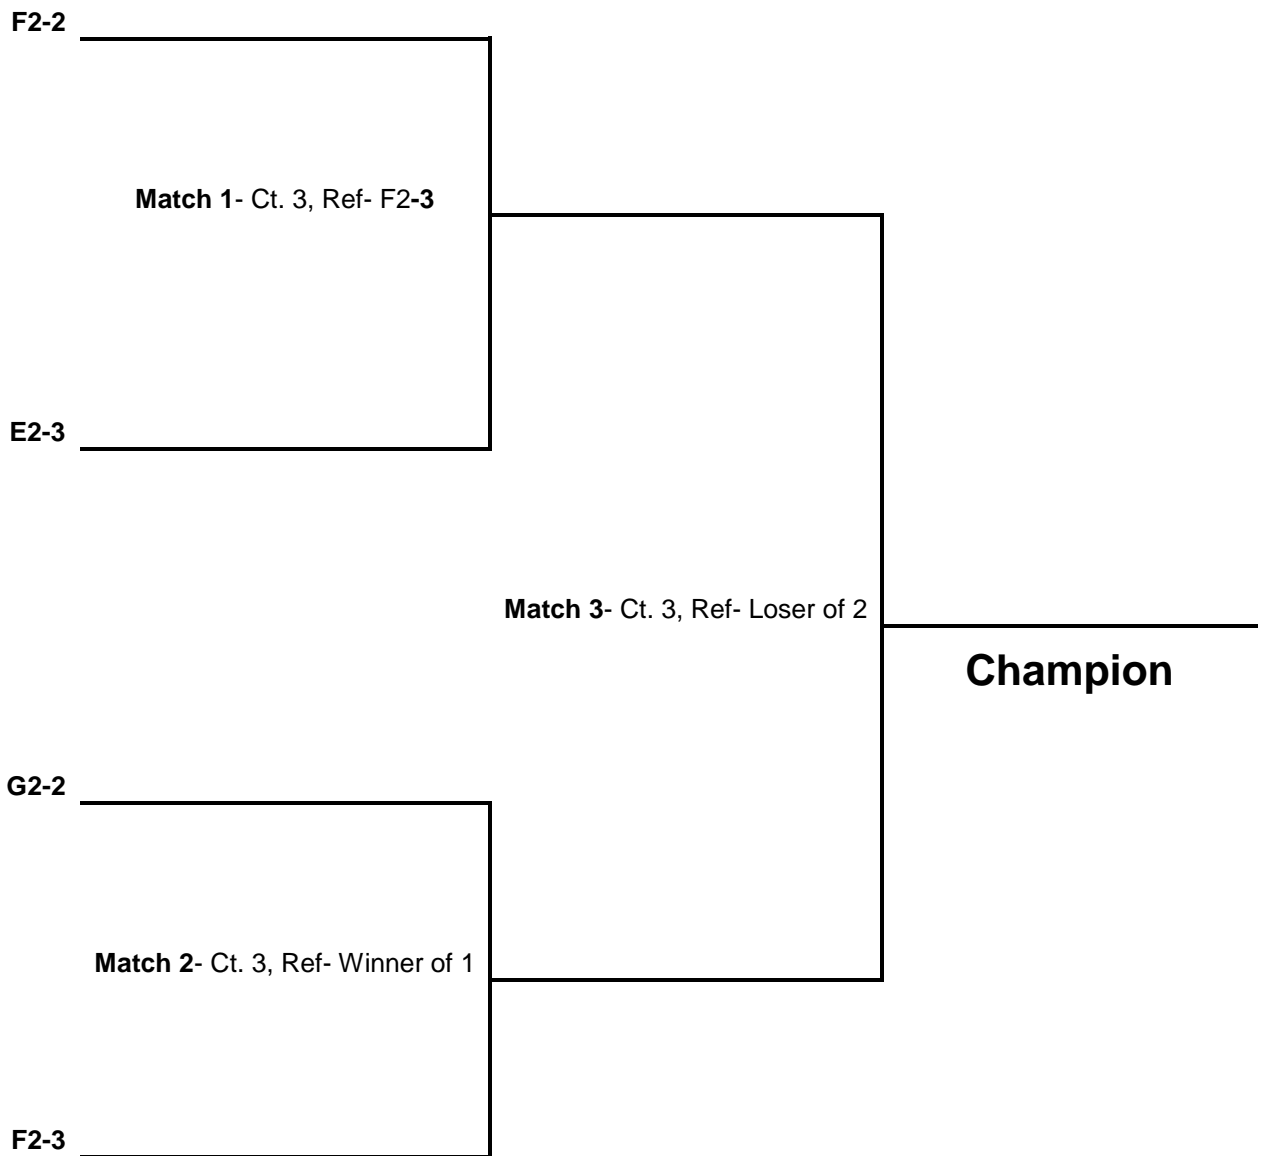 F2-2
Match 1- Ct. 3, Ref- F2-3
E2-3
Match 3- Ct. 3, Ref- Loser of 2
Champion
G2-2
Match 2- Ct. 3, Ref- Winner of 1
F2-3